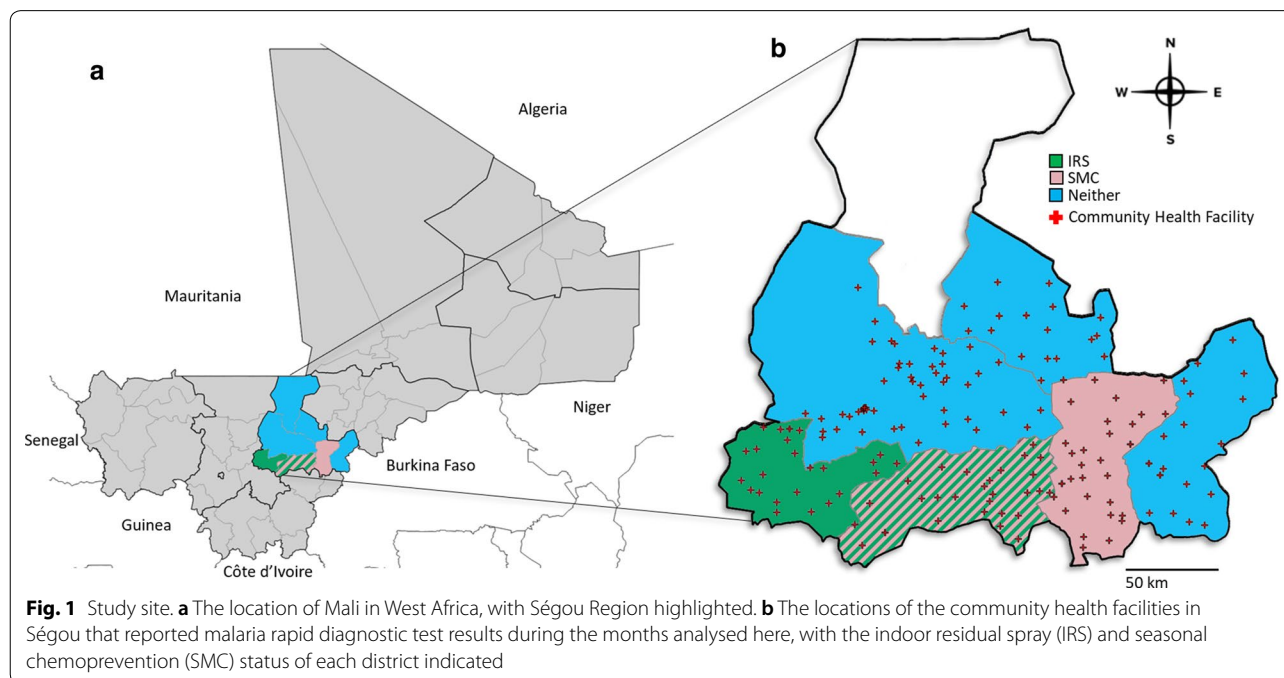 a
Algeria
Mauritania
Niger
Senegal
Burkina Faso
Guinea
Côte d'Ivoire
b
N
W
E
S
IRS
SMC
Neither
Community Health Facility
50 km
Fig. 1 Study site. a The location of Mali in West Africa, with Ségou Region highlighted. b The locations of the community health facilities in
Ségou that reported malaria rapid diagnostic test results during the months analysed here, with the indoor residual spray (IRS) and seasonal
chemoprevention (SMC) status of each district indicated